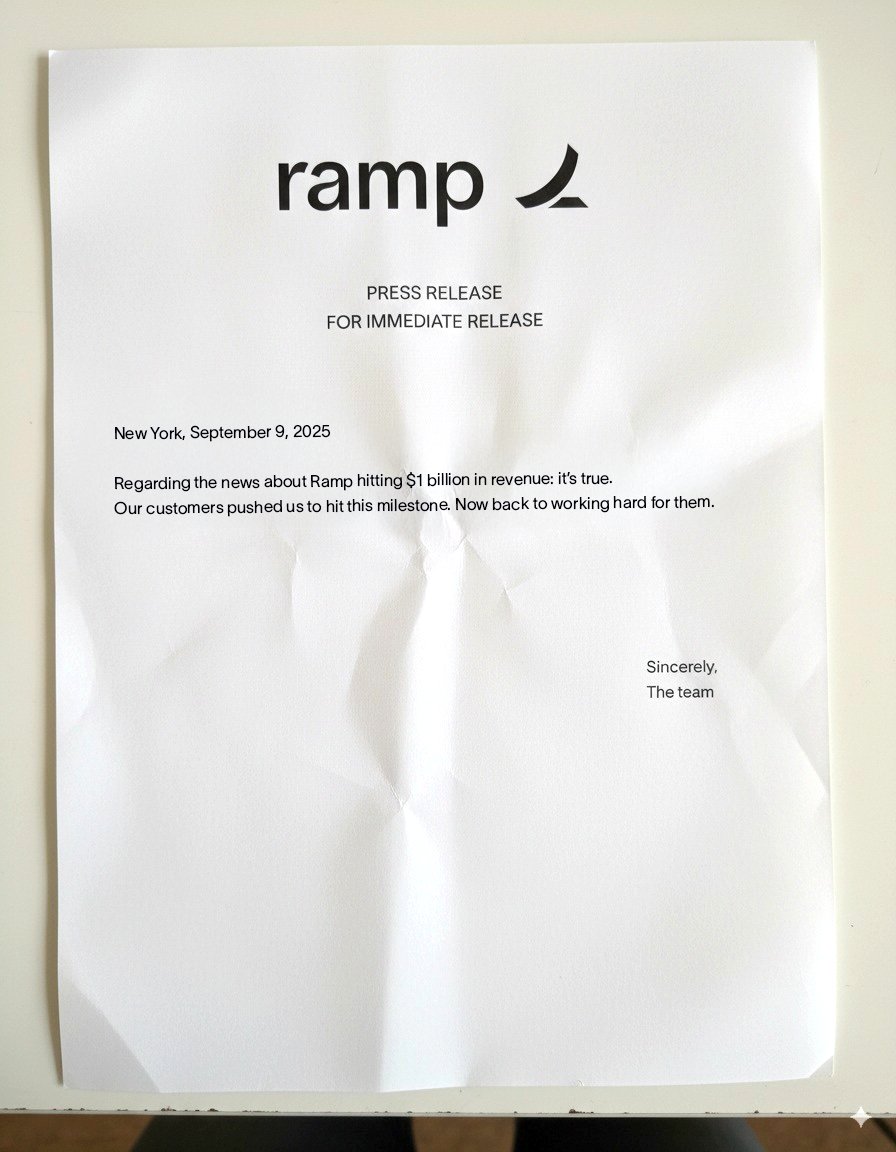 ramp
PRESS RELEASE
FOR IMMEDIATE RELEASE
New York, September 9, 2025
Regarding the news about Ramp hitting $1 billion in revenue: it’s true.
Our customers pushed us to hit this milestone. Now back to working hard for them.
Sincerely,
The team